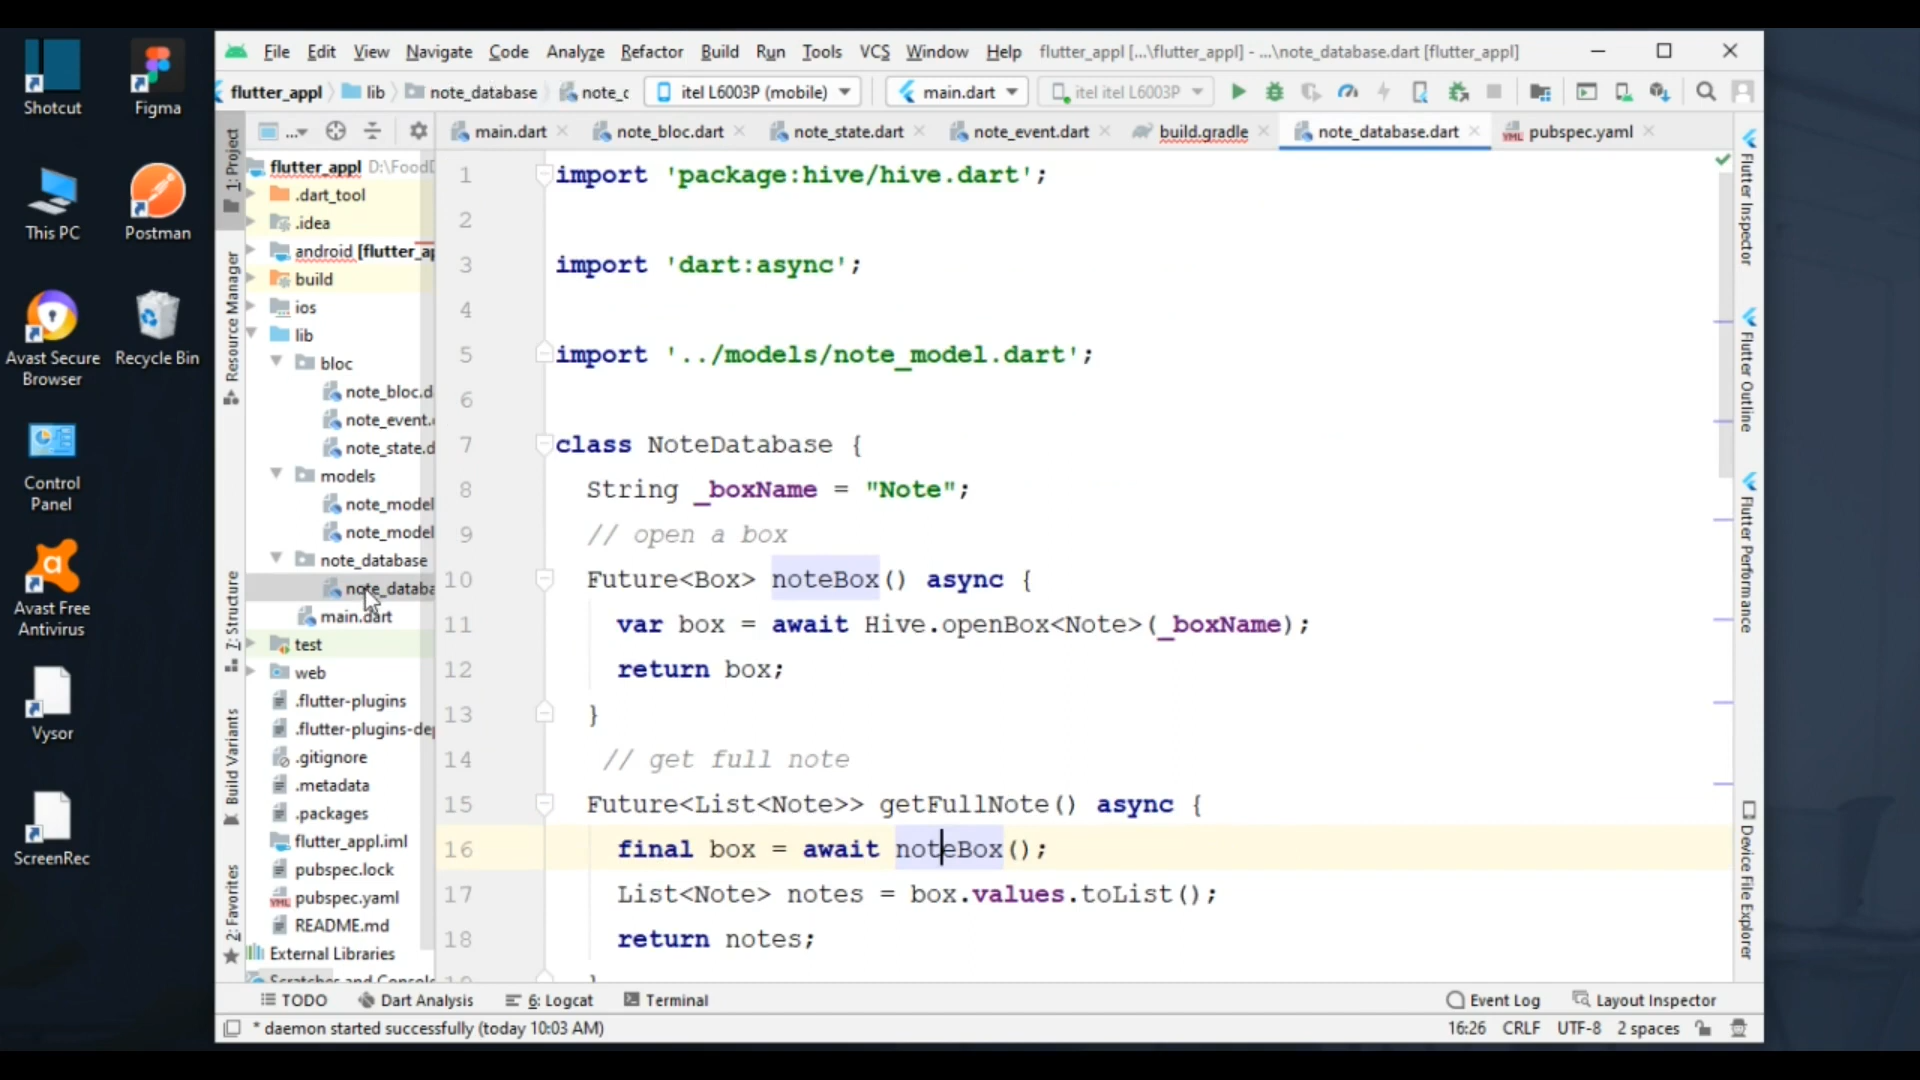 Shotcut
Figma
This PC
Postman
Avast Secure Browser
Recycle Bin
Control Panel
Avast Free Antivirus
Vysor
ScreenRec
File Edit View Navigate Code Analyze Refactor Build Run Tools VCS Window Help flutter_appl [...\flutter_appl] - ...\note_database.dart [flutter_appl]
flutter_appl lib note_database note_c itel L6003P (mobile) main.dart itel itel L6003P
... main.dart note_bloc.dart note_state.dart note_event.dart build.gradle note_database.dart pubspec.yaml
1: Project
Resource Manager
7: Structure
Build Variants
2: Favorites
flutter_appl D:\FoodD
.dart_tool
.idea
android [flutter_ap
build
ios
lib
bloc
note_bloc.d
note_event.
note_state.d
models
note_model
note_model
note_database
note_databa
main.dart
test
web
.flutter-plugins
.flutter-plugins-de
.gitignore
.metadata
.packages
flutter_appl.iml
pubspec.lock
pubspec.yaml
README.md
External Libraries
Scratches and Consol
1 import 'package:hive/hive.dart';
2
3 import 'dart:async';
4
5 import '../models/note_model.dart';
6
7 class NoteDatabase {
8 String _boxName = "Note";
9 // open a box
10 Future<Box> noteBox() async {
11 var box = await Hive.openBox<Note>(_boxName);
12 return box;
13 }
14 // get full note
15 Future<List<Note>> getFullNote() async {
16 final box = await noteBox();
17 List<Note> notes = box.values.toList();
18 return notes;
19 }
Flutter Inspector
Flutter Outline
Flutter Performance
Device File Explorer
TODO Dart Analysis 6: Logcat Terminal Event Log Layout Inspector
* daemon started successfully (today 10:03 AM) 16:26 CRLF UTF-8 2 spaces